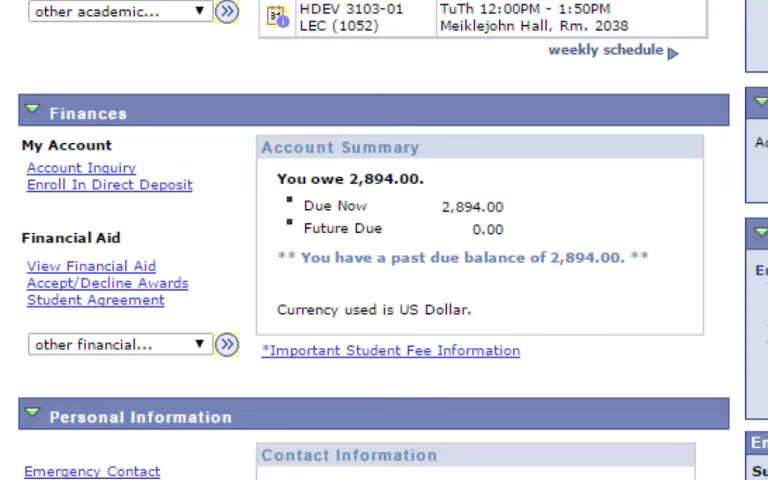 other academic...
HDEV 3103-01
LEC (1052)
TuTh 12:00PM - 1:50PM
Meiklejohn Hall, Rm. 2038
weekly schedule
Finances
My Account
Account Inquiry
Enroll In Direct Deposit
Financial Aid
View Financial Aid
Accept/Decline Awards
Student Agreement
other financial...
Account Summary
You owe 2,894.00.
Due Now 2,894.00
Future Due 0.00
** You have a past due balance of 2,894.00. **
Currency used is US Dollar.
*Important Student Fee Information
Personal Information
Emergency Contact
Contact Information